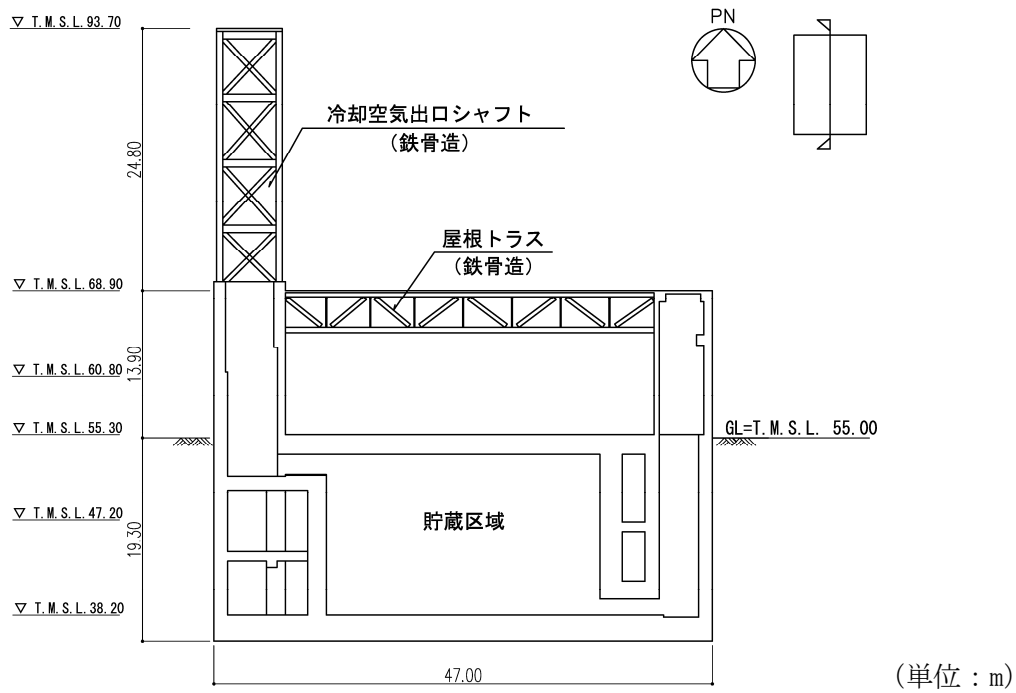 ▽ T.M.S.L.93.70
PN
冷却空気出口シャフト
(鉄骨造)
24.80
屋根トラス
(鉄骨造)
▽ T.M.S.L.68.90
13.90
▽ T.M.S.L.60.80
▽ T.M.S.L.55.30
GL=T.M.S.L. 55.00
貯蔵区域
▽ T.M.S.L.47.20
19.30
▽ T.M.S.L.38.20
47.00
(単位：m)